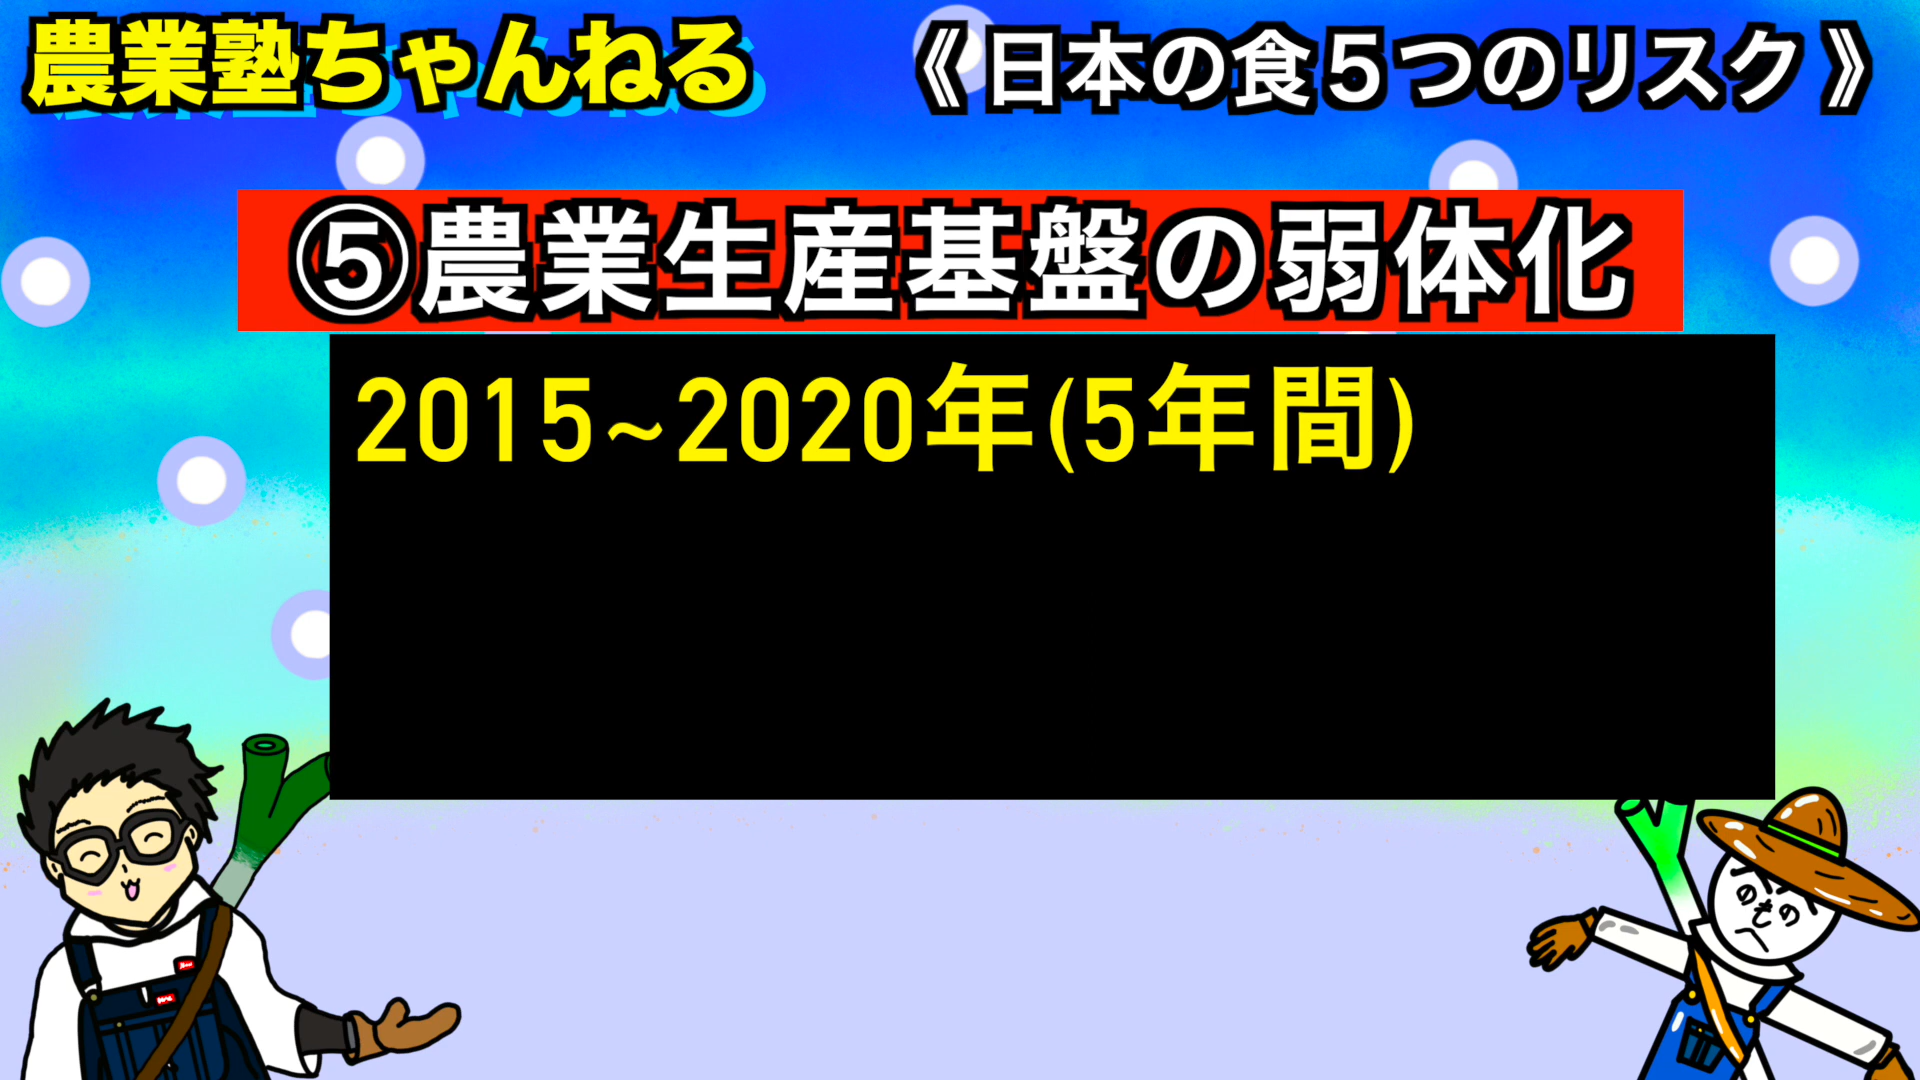 農業塾ちゃんねる
《日本の食5つのリスク》
⑤農業生産基盤の弱体化
2015~2020年(5年間)